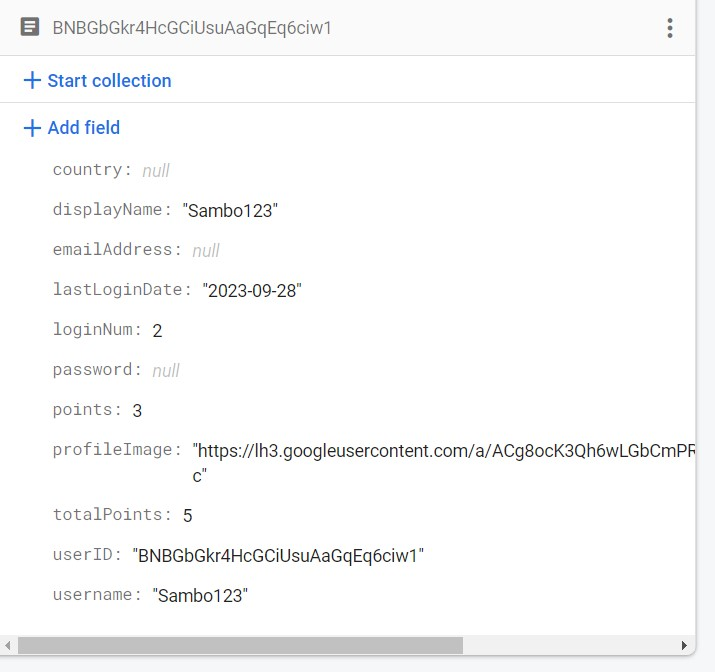 BNBGbGkr4HcGCiUsuAaGqEq6ciw1
Start collection
Add field
country: null
displayName: "Sambo123"
emailAddress: null
lastLoginDate: "2023-09-28"
loginNum: 2
password: null
points: 3
profileImage: "https://lh3.googleusercontent.com/a/ACg8ocK3Qh6wLGbCmPR
c"
totalPoints: 5
userID: "BNBGbGkr4HcGCiUsuAaGqEq6ciw1"
username: "Sambo123"